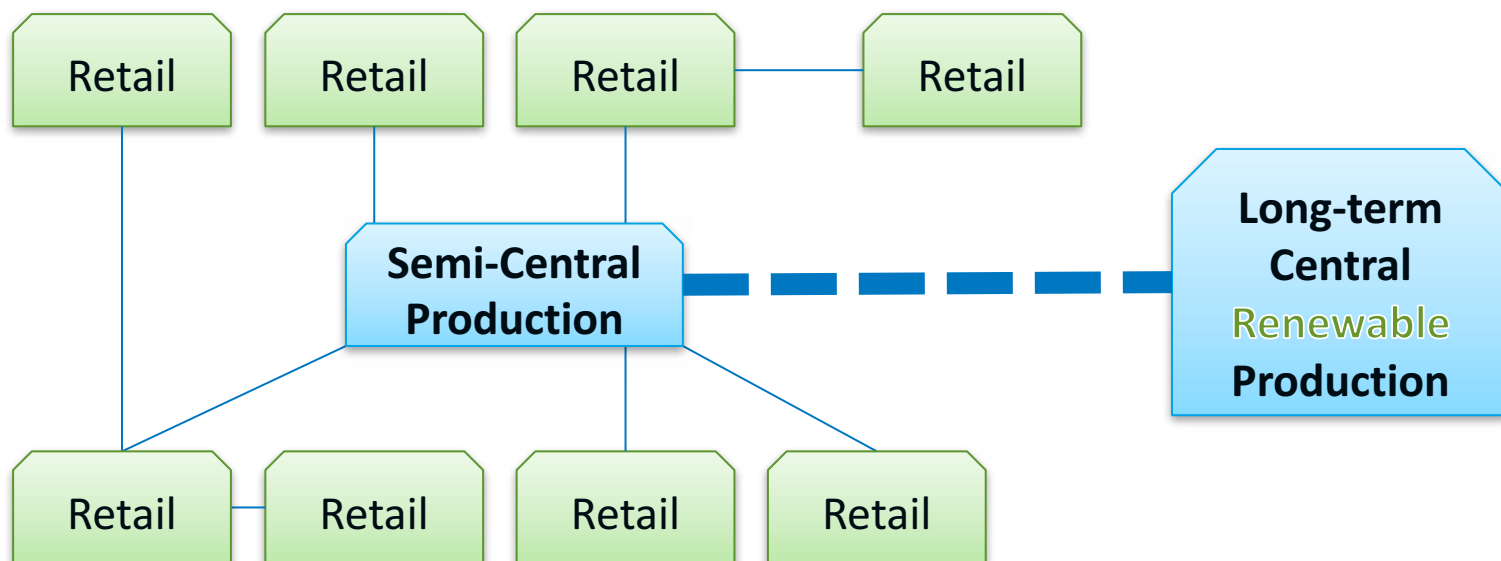 Retail
Retail
Retail
Retail
Semi-Central
Production
Long-term
Central
Renewable
Production
Retail
Retail
Retail
Retail